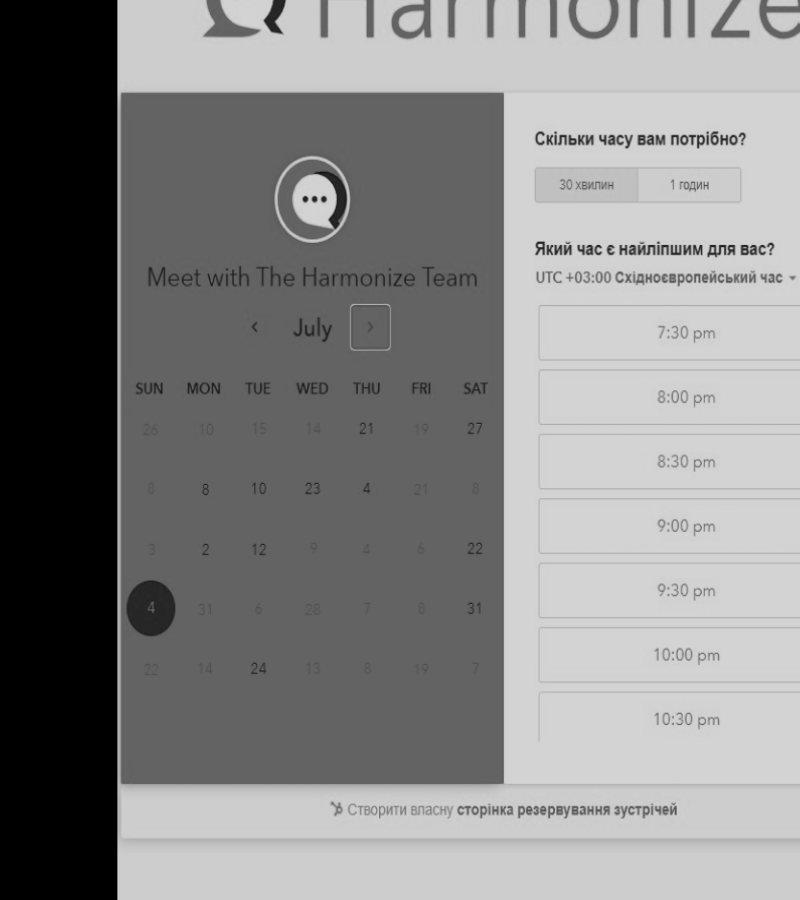 Harmonize
Meet with The Harmonize Team
July
SUN MON TUE WED THU FRI SAT
26 10 15 14 21 19 27
8 8 10 23 4 21 8
3 2 12 9 4 6 22
4 31 6 28 7 8 31
22 14 24 13 8 19 7
Скільки часу вам потрібно?
30 хвилин 1 годин
Який час є найліпшим для вас?
UTC +03:00 Східноєвропейський час
7:30 pm
8:00 pm
8:30 pm
9:00 pm
9:30 pm
10:00 pm
10:30 pm
Створити власну сторінка резервування зустрічей